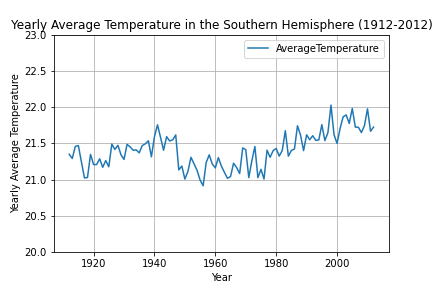 Yearly Average Temperature in the Southern Hemisphere (1912-2012)
23.0
22.5
22.0
21.5
21.0
20.5
20.0
Yearly Average Temperature
AverageTemperature
1920 1940 1960 1980 2000
Year